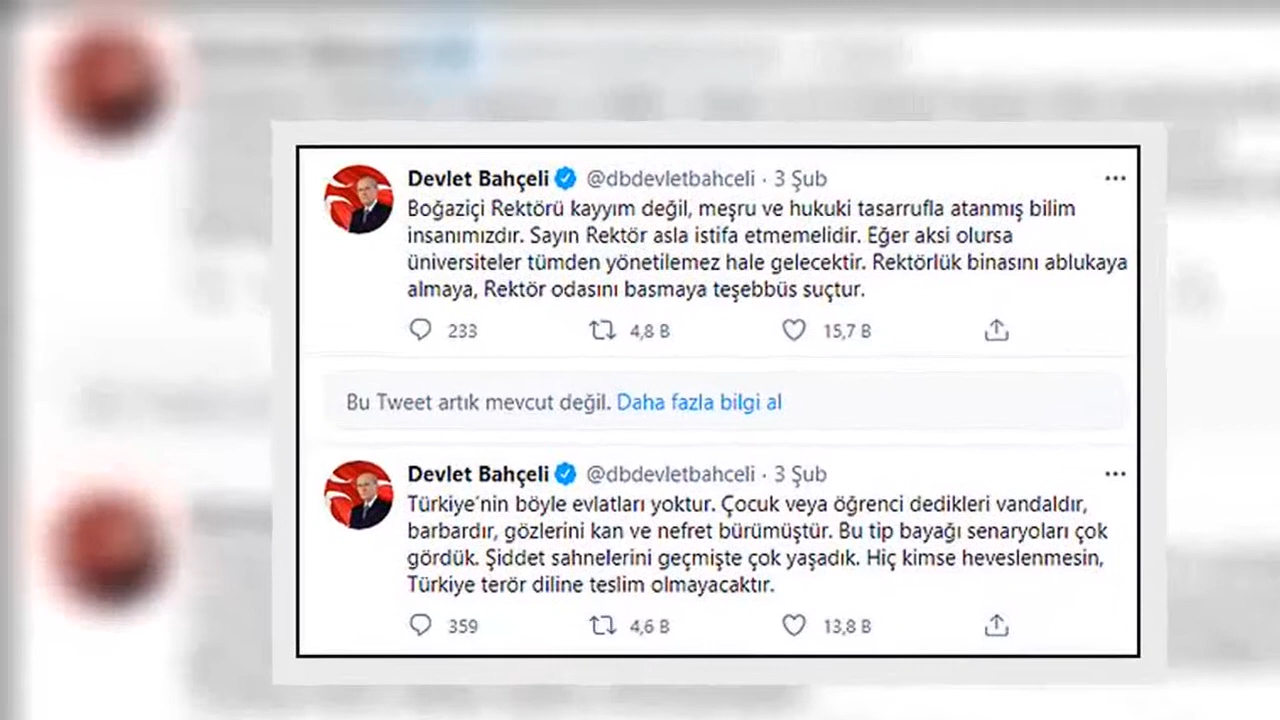 Devlet Bahçeli @dbdevletbahceli · 3 Şub
Boğaziçi Rektörü kayyım değil, meşru ve hukuki tasarrufla atanmış bilim
insanımızdır. Sayın Rektör asla istifa etmemelidir. Eğer aksi olursa
üniversiteler tümden yönetilemez hale gelecektir. Rektörlük binasını ablukaya
almaya, Rektör odasını basmaya teşebbüs suçtur.
233 4,8 B 15,7 B
Bu Tweet artık mevcut değil. Daha fazla bilgi al
Devlet Bahçeli @dbdevletbahceli · 3 Şub
Türkiye'nin böyle evlatları yoktur. Çocuk veya öğrenci dedikleri vandaldır,
barbardır, gözlerini kan ve nefret bürümüştür. Bu tip bayağı senaryoları çok
gördük. Şiddet sahnelerini geçmişte çok yaşadık. Hiç kimse heveslenmesin,
Türkiye terör diline teslim olmayacaktır.
359 4,6 B 13,8 B